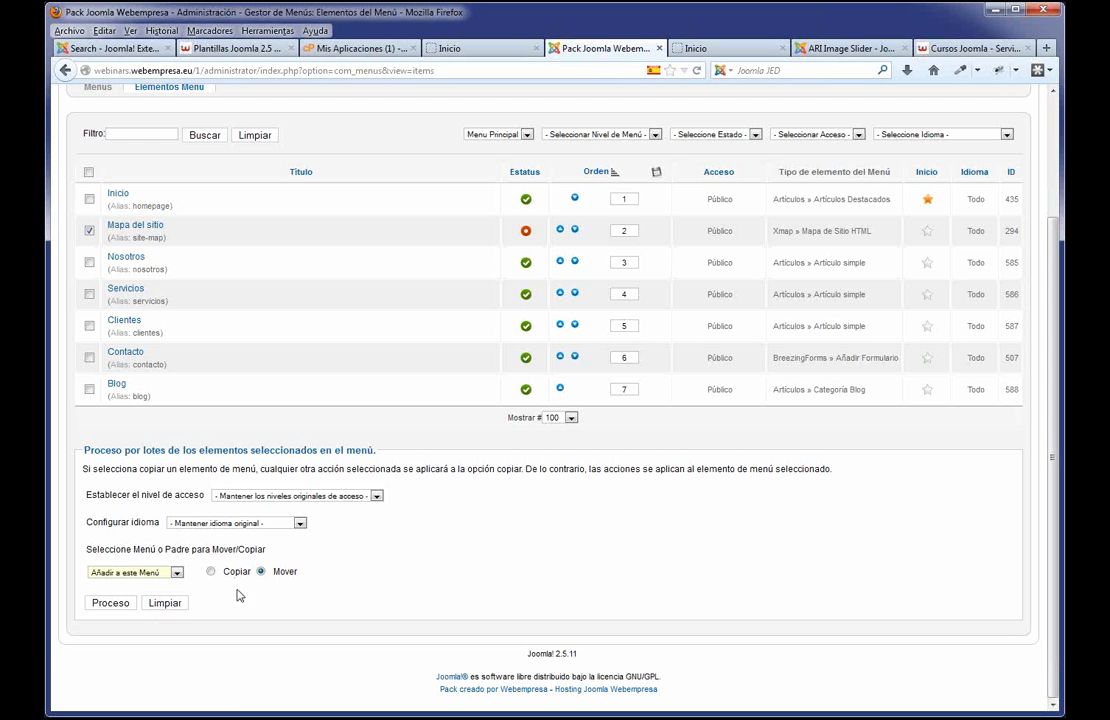 Pack Joomla Webempresa - Administración - Gestor de Menús: Elementos del Menú - Mozilla Firefox
Archivo Editar Ver Historial Marcadores Herramientas Ayuda
Search - Joomla! Exte... Plantillas Joomla 2.5 ... Mis Aplicaciones (1) - ... Inicio Pack Joomla Webem... Inicio ARI Image Slider - Joo... Cursos Joomla - Servi...
webinars.webempresa.eu/1/administrator/index.php?option=com_menus&view=items Joomla JED
Menús Elementos Menú
Filtro: Buscar Limpiar Menu Principal - Seleccionar Nivel de Menú - - Seleccione Estado - - Seleccionar Acceso - - Seleccione Idioma -
Título Estatus Orden Acceso Tipo de elemento del Menú Inicio Idioma ID
Inicio
(Alias: homepage) 1 Público Artículos » Artículos Destacados Todo 435
Mapa del sitio
(Alias: site-map) 2 Público Xmap » Mapa de Sitio HTML Todo 294
Nosotros
(Alias: nosotros) 3 Público Artículos » Artículo simple Todo 585
Servicios
(Alias: servicios) 4 Público Artículos » Artículo simple Todo 586
Clientes
(Alias: clientes) 5 Público Artículos » Artículo simple Todo 587
Contacto
(Alias: contacto) 6 Público BreezingForms » Añadir Formulario Todo 507
Blog
(Alias: blog) 7 Público Artículos » Categoría Blog Todo 588
Mostrar # 100
Proceso por lotes de los elementos seleccionados en el menú.
Si selecciona copiar un elemento de menú, cualquier otra acción seleccionada se aplicará a la opción copiar. De lo contrario, las acciones se aplican al elemento de menú seleccionado.
Establecer el nivel de acceso - Mantener los niveles originales de acceso -
Configurar idioma - Mantener idioma original -
Seleccione Menú o Padre para Mover/Copiar
Añadir a este Menú Copiar Mover
Proceso Limpiar
Joomla! 2.5.11
Joomla!® es software libre distribuido bajo la licencia GNU/GPL.
Pack creado por Webempresa - Hosting Joomla Webempresa